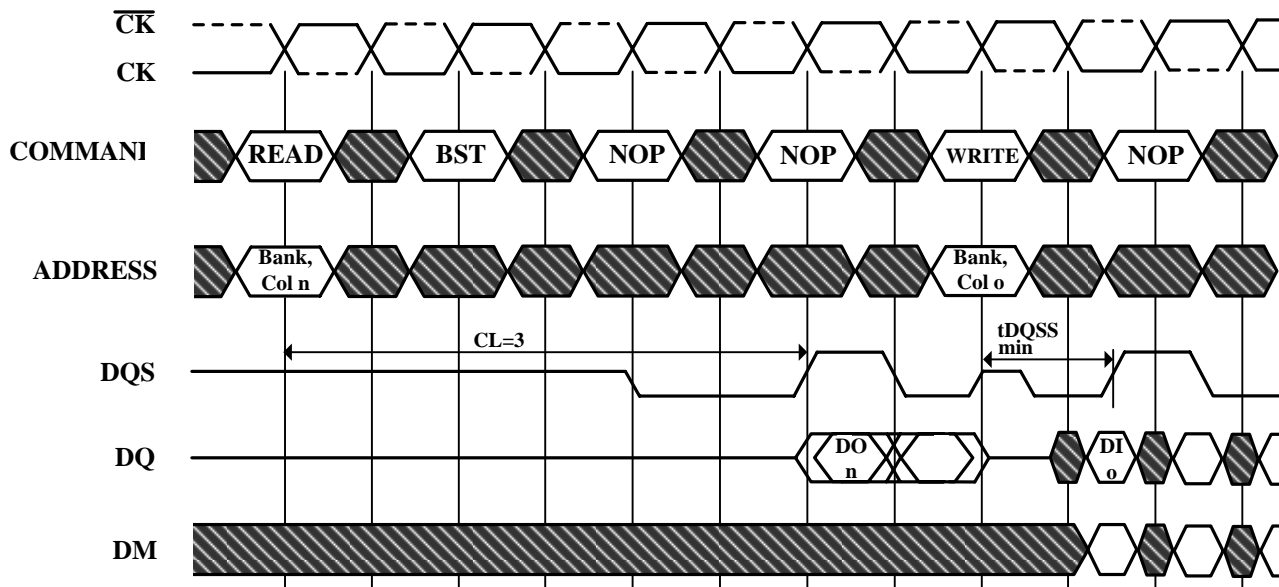 CK
CK
COMMANI
READ
BST
NOP
NOP
WRITE
NOP
ADDRESS
Bank,
Col n
Bank,
Col o
CL=3
tDQSS
min
DQS
DQ
DO
n
DI
o
DM